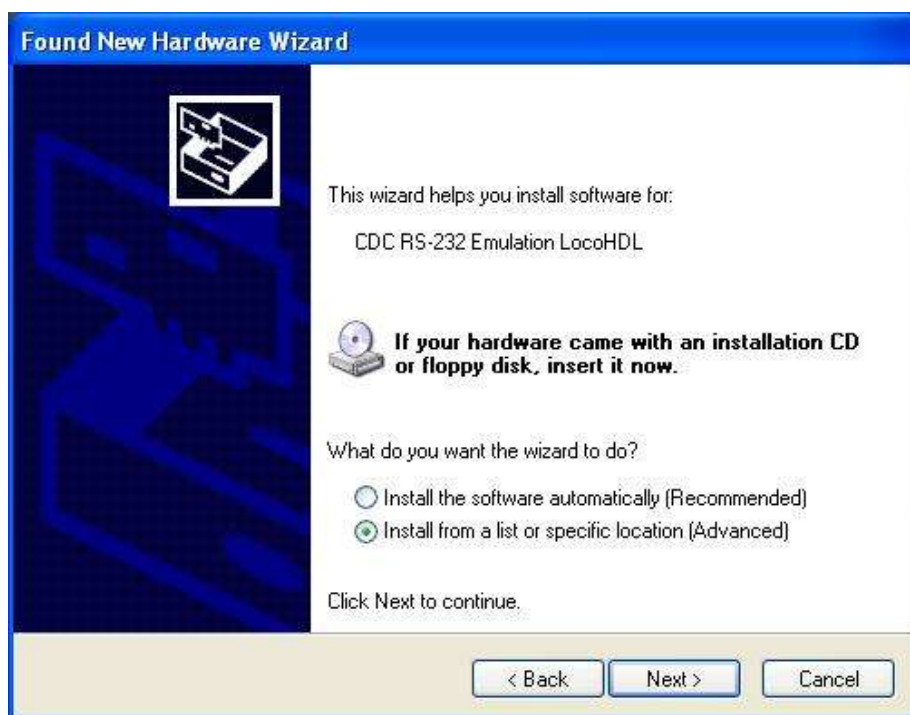 Found New Hardware Wizard
This wizard helps you install software for:
CDC RS-232 Emulation LocoHDL
If your hardware came with an installation CD
or floppy disk, insert it now.
What do you want the wizard to do?
Install the software automatically (Recommended)
Install from a list or specific location (Advanced)
Click Next to continue.
< Back
Next >
Cancel